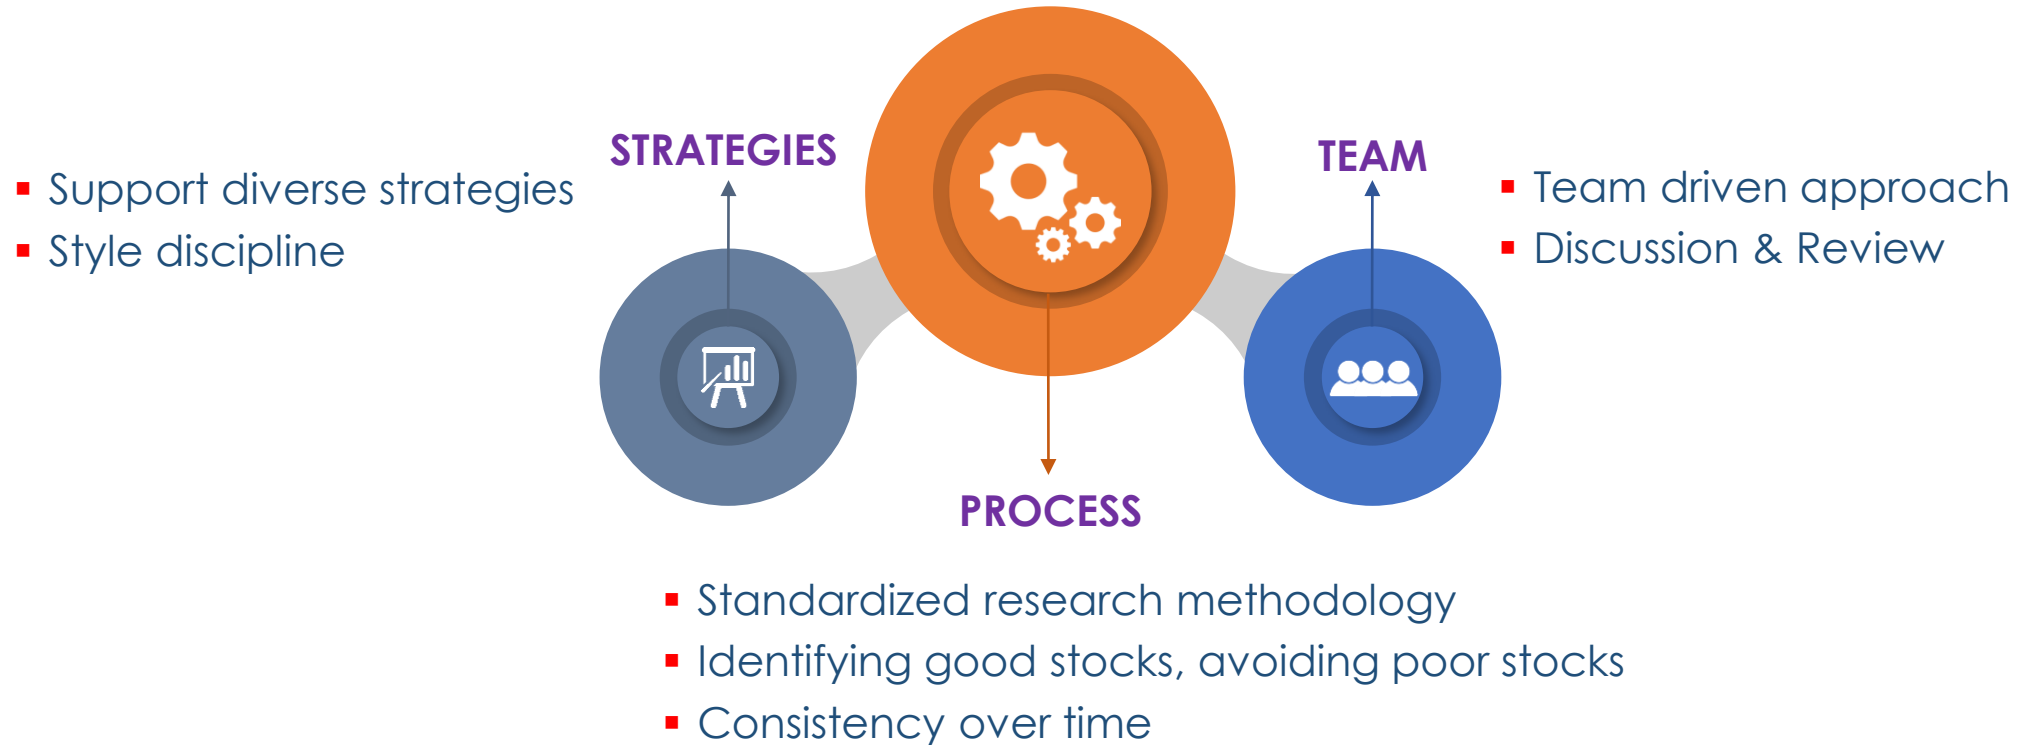 STRATEGIES
Support diverse strategies
Style discipline
TEAM
Team driven approach
Discussion & Review
PROCESS
Standardized research methodology
Identifying good stocks, avoiding poor stocks
Consistency over time